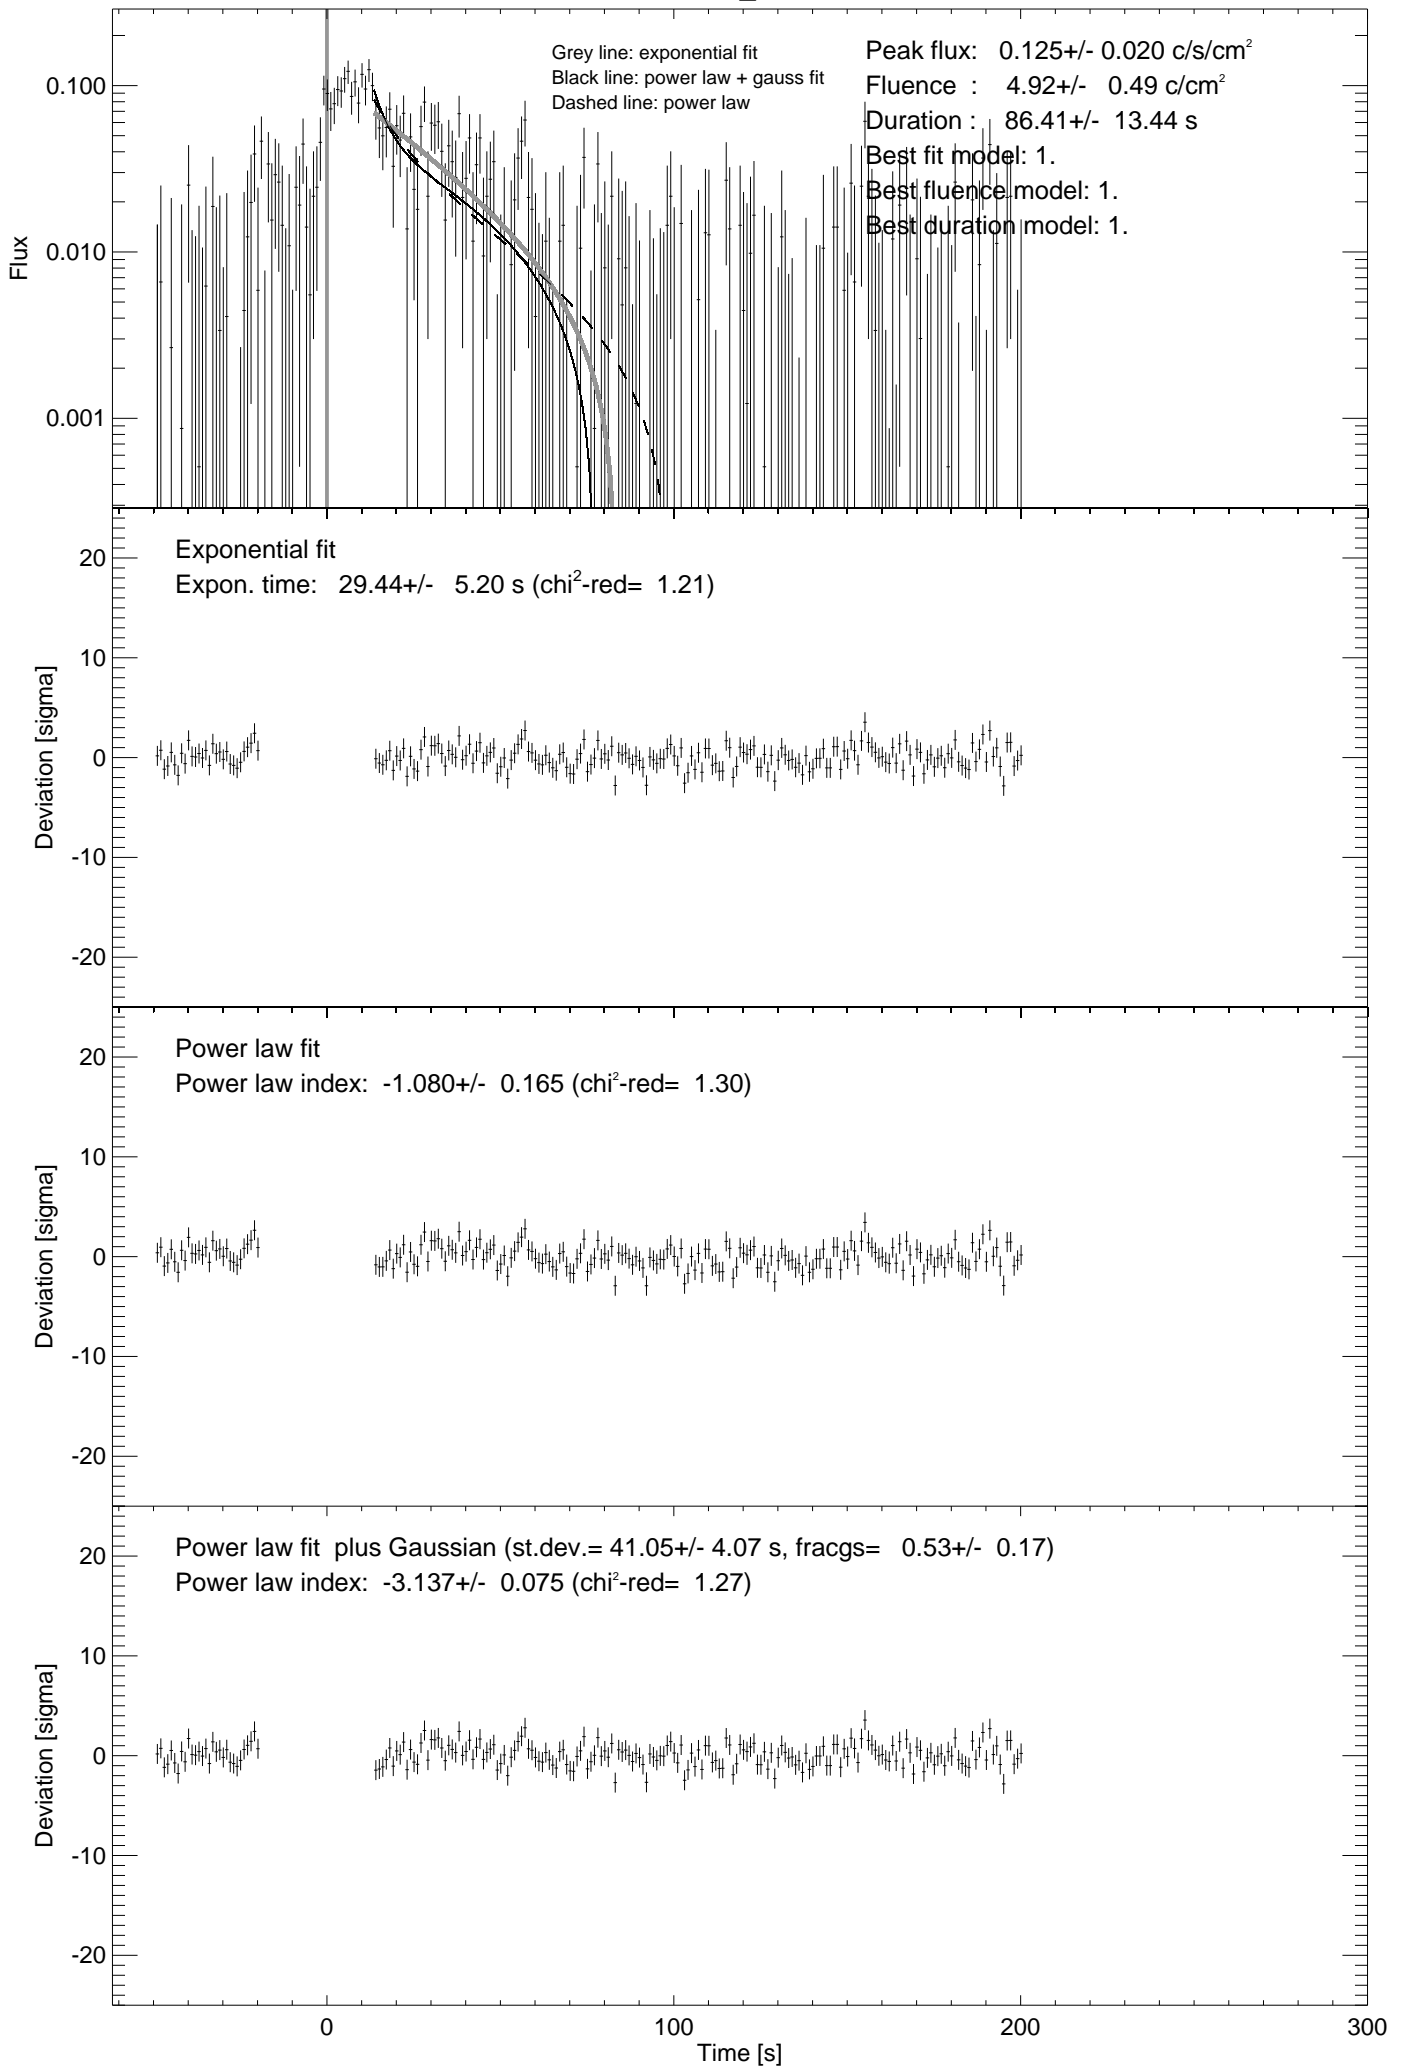 Grey line: exponential fit
Black line: power law + gauss fit
Dashed line: power law
Peak flux: 0.125+/- 0.020 c/s/cm²
Fluence : 4.92+/- 0.49 c/cm²
Duration : 86.41+/- 13.44 s
Best fit model: 1.
Best fluence model: 1.
Best duration model: 1.
0.100
0.010
0.001
Flux
Exponential fit
Expon. time: 29.44+/- 5.20 s (chi²-red= 1.21)
20
10
0
-10
-20
Deviation [sigma]
Power law fit
Power law index: -1.080+/- 0.165 (chi²-red= 1.30)
20
10
0
-10
-20
Deviation [sigma]
Power law fit plus Gaussian (st.dev.= 41.05+/- 4.07 s, fracgs= 0.53+/- 0.17)
Power law index: -3.137+/- 0.075 (chi²-red= 1.27)
20
10
0
-10
-20
Deviation [sigma]
0 100 200 300
Time [s]